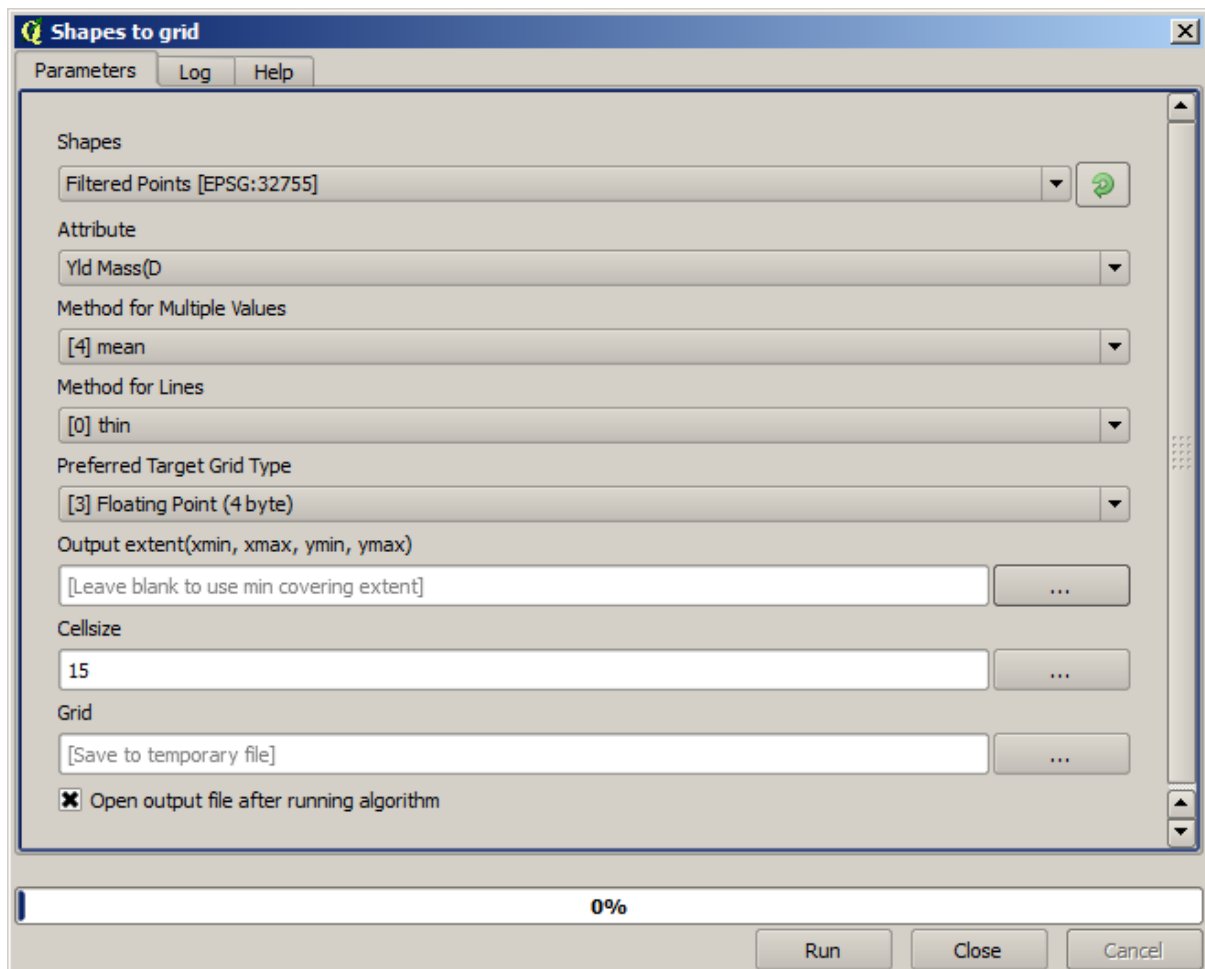 Shapes to grid
Parameters Log Help
Shapes
Filtered Points [EPSG:32755]
Attribute
Yld Mass(D
Method for Multiple Values
[4] mean
Method for Lines
[0] thin
Preferred Target Grid Type
[3] Floating Point (4 byte)
Output extent(xmin, xmax, ymin, ymax)
[Leave blank to use min covering extent] ...
Cellsize
15 ...
Grid
[Save to temporary file] ...
Open output file after running algorithm
0%
Run Close Cancel